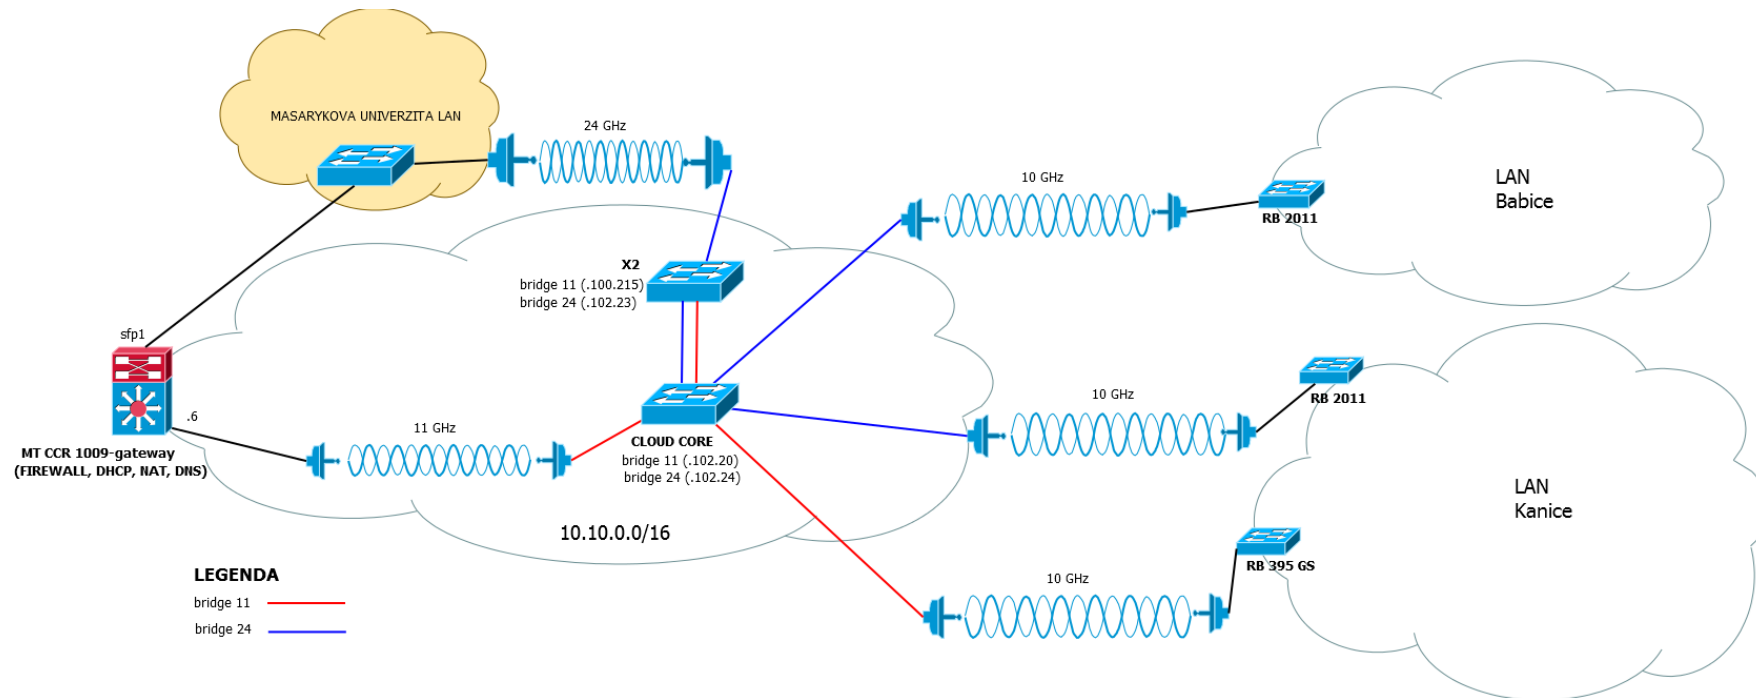 MASARYKOVA UNIVERZITA LAN
24 GHz
10 GHz
LAN
Babice
RB 2011
X2
bridge 11 (.100.215)
bridge 24 (.102.23)
sfp1
.6
MT CCR 1009-gateway
(FIREWALL, DHCP, NAT, DNS)
11 GHz
CLOUD CORE
bridge 11 (.102.20)
bridge 24 (.102.24)
10 GHz
RB 2011
LAN
Kanice
10.10.0.0/16
RB 395 GS
10 GHz
LEGENDA
bridge 11
bridge 24